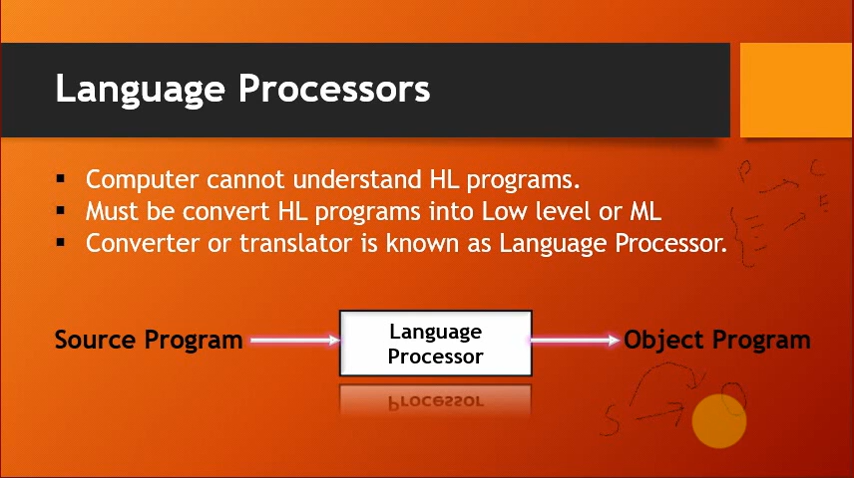 Language Processors
▪ Computer cannot understand HL programs.
▪ Must be convert HL programs into Low level or ML
▪ Converter or translator is known as Language Processor.
P C
E
Source Program
Language
Processor
Object Program
S O